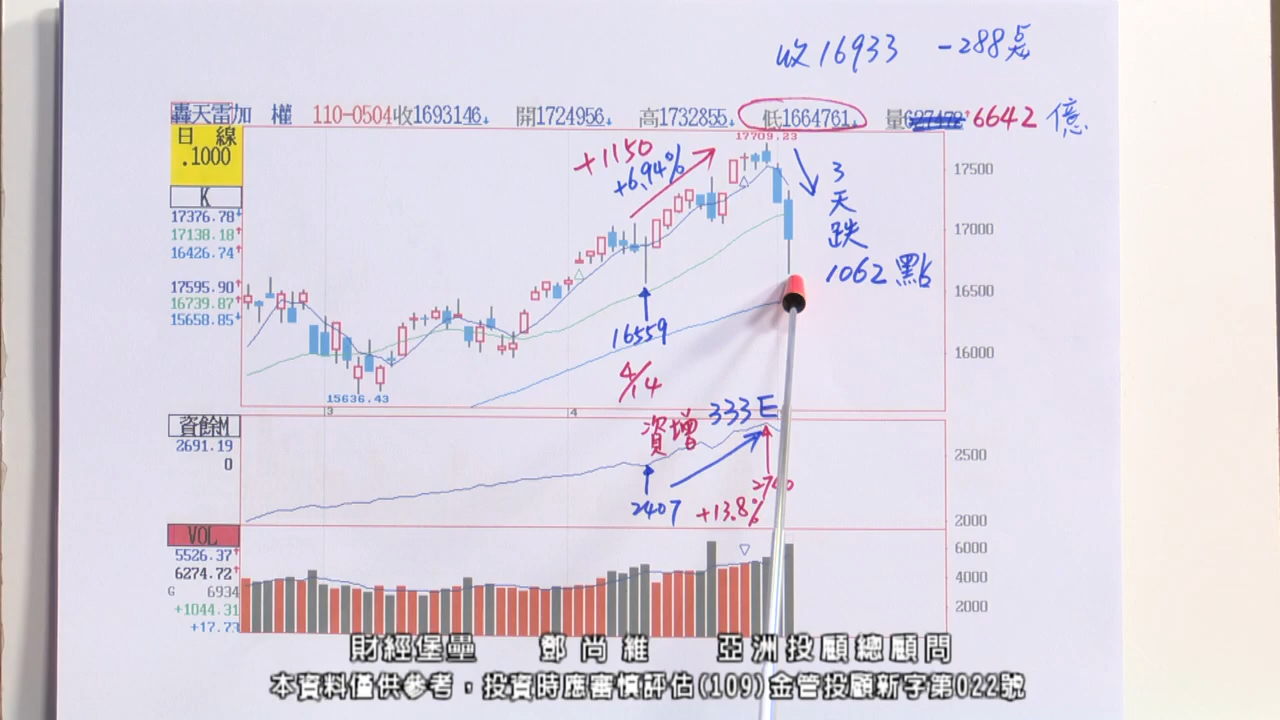 收16933 -288點
轟天雷加 權 110-0504收1693146↓ 開1724956↓ 高1732855↓ 低1664761↓ 量 6642億
日線
.1000
K
17376.78↓
17138.18↑
16426.74↑
17595.90↑
16739.87↑
15658.85↑
17709.23
17500
17000
16500
16000
+1150
+6.94%
3
天
跌
1062點
16559
4/14
15636.43
3
4
資餘M
2691.19
0
資增 333E
2407
+13.8%
2500
2000
VOL
5526.37↑
6274.72↑
G 6934
+1044.31
+17.73
6000
4000
2000
財經堡壘 鄭尚維 亞洲投顧總顧問
本資料僅供參考，投資時應審慎評估(109)金管投顧新字第022號